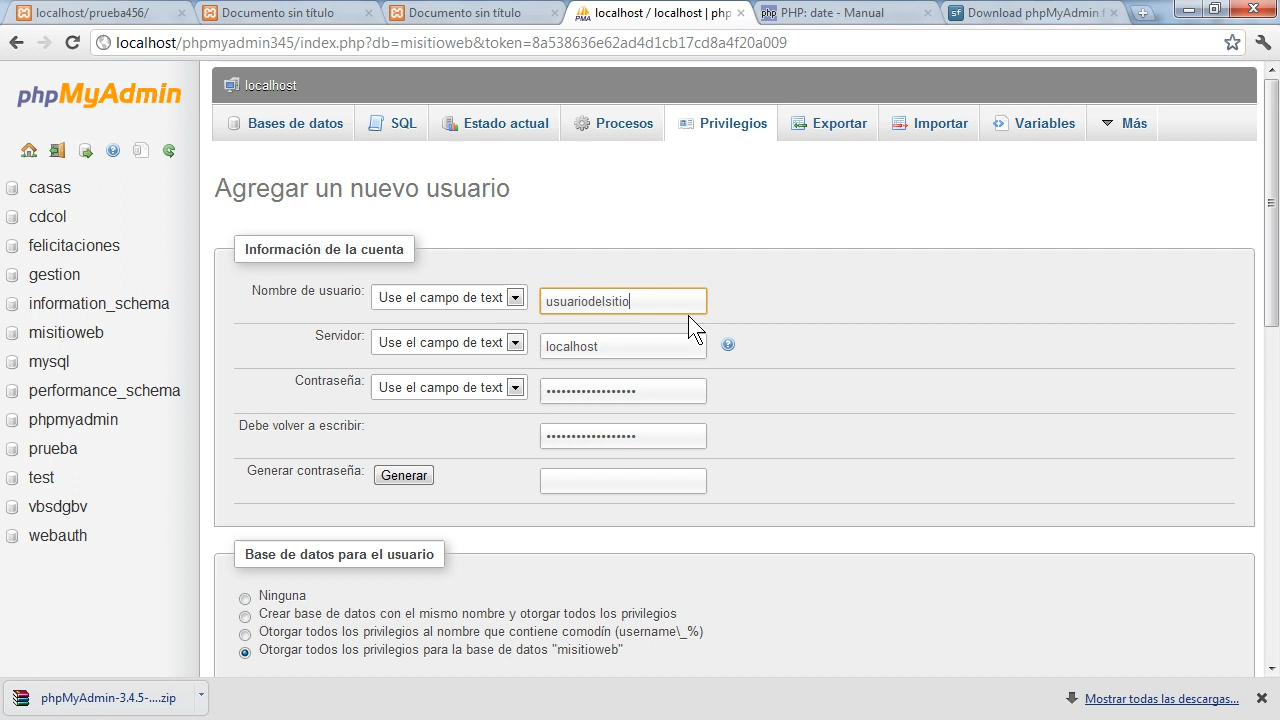 localhost/prueba456/
Documento sin título
Documento sin título
PMA localhost / localhost | php
php PHP: date - Manual
sf Download phpMyAdmin f
localhost/phpmyadmin345/index.php?db=misitioweb&token=8a538636e62ad4d1cb17cd8a4f20a009
phpMyAdmin
localhost
Bases de datos
SQL
Estado actual
Procesos
Privilegios
Exportar
Importar
Variables
Más
casas
cdcol
felicitaciones
gestion
information_schema
misitioweb
mysql
performance_schema
phpmyadmin
prueba
test
vbsdgbv
webauth
Agregar un nuevo usuario
Información de la cuenta
Nombre de usuario: Use el campo de text usuariodelsitio
Servidor: Use el campo de text localhost
Contraseña: Use el campo de text ••••••••••••••••••
Debe volver a escribir: ••••••••••••••••••
Generar contraseña: Generar
Base de datos para el usuario
Ninguna
Crear base de datos con el mismo nombre y otorgar todos los privilegios
Otorgar todos los privilegios al nombre que contiene comodín (username\_%)
Otorgar todos los privilegios para la base de datos "misitioweb"
phpMyAdmin-3.4.5-....zip
Mostrar todas las descargas...